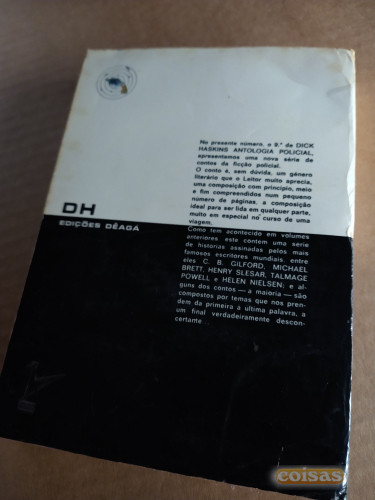 No presente número, o 9.º de DICK
HASKINS ANTOLOGIA POLICIAL,
apresentamos uma nova série de
contos da ficção policial.
O conto é, sem dúvida, um género
literário que o Leitor muito aprecia,
uma composição com princípio, meio
e fim compreendidos num pequeno
número de páginas, a composição
ideal para ser lida em qualquer parte,
muito em especial no curso de uma
viagem.
Como tem acontecido em volumes
anteriores este contém uma série
de histórias assinadas pelos mais
famosos escritores mundiais entre
eles C. B. GILFORD, MICHAEL
BRETT, HENRY SLESAR, TALMAGE
POWELL e HELEN NIELSEN: e al-
guns dos contos — a maioria — são
compostos por temas que nos pren-
dem da primeira à última palavra, a
um final verdadeiramente descon-
certante
DH
EDIÇÕES DÊAGÁ
coisas